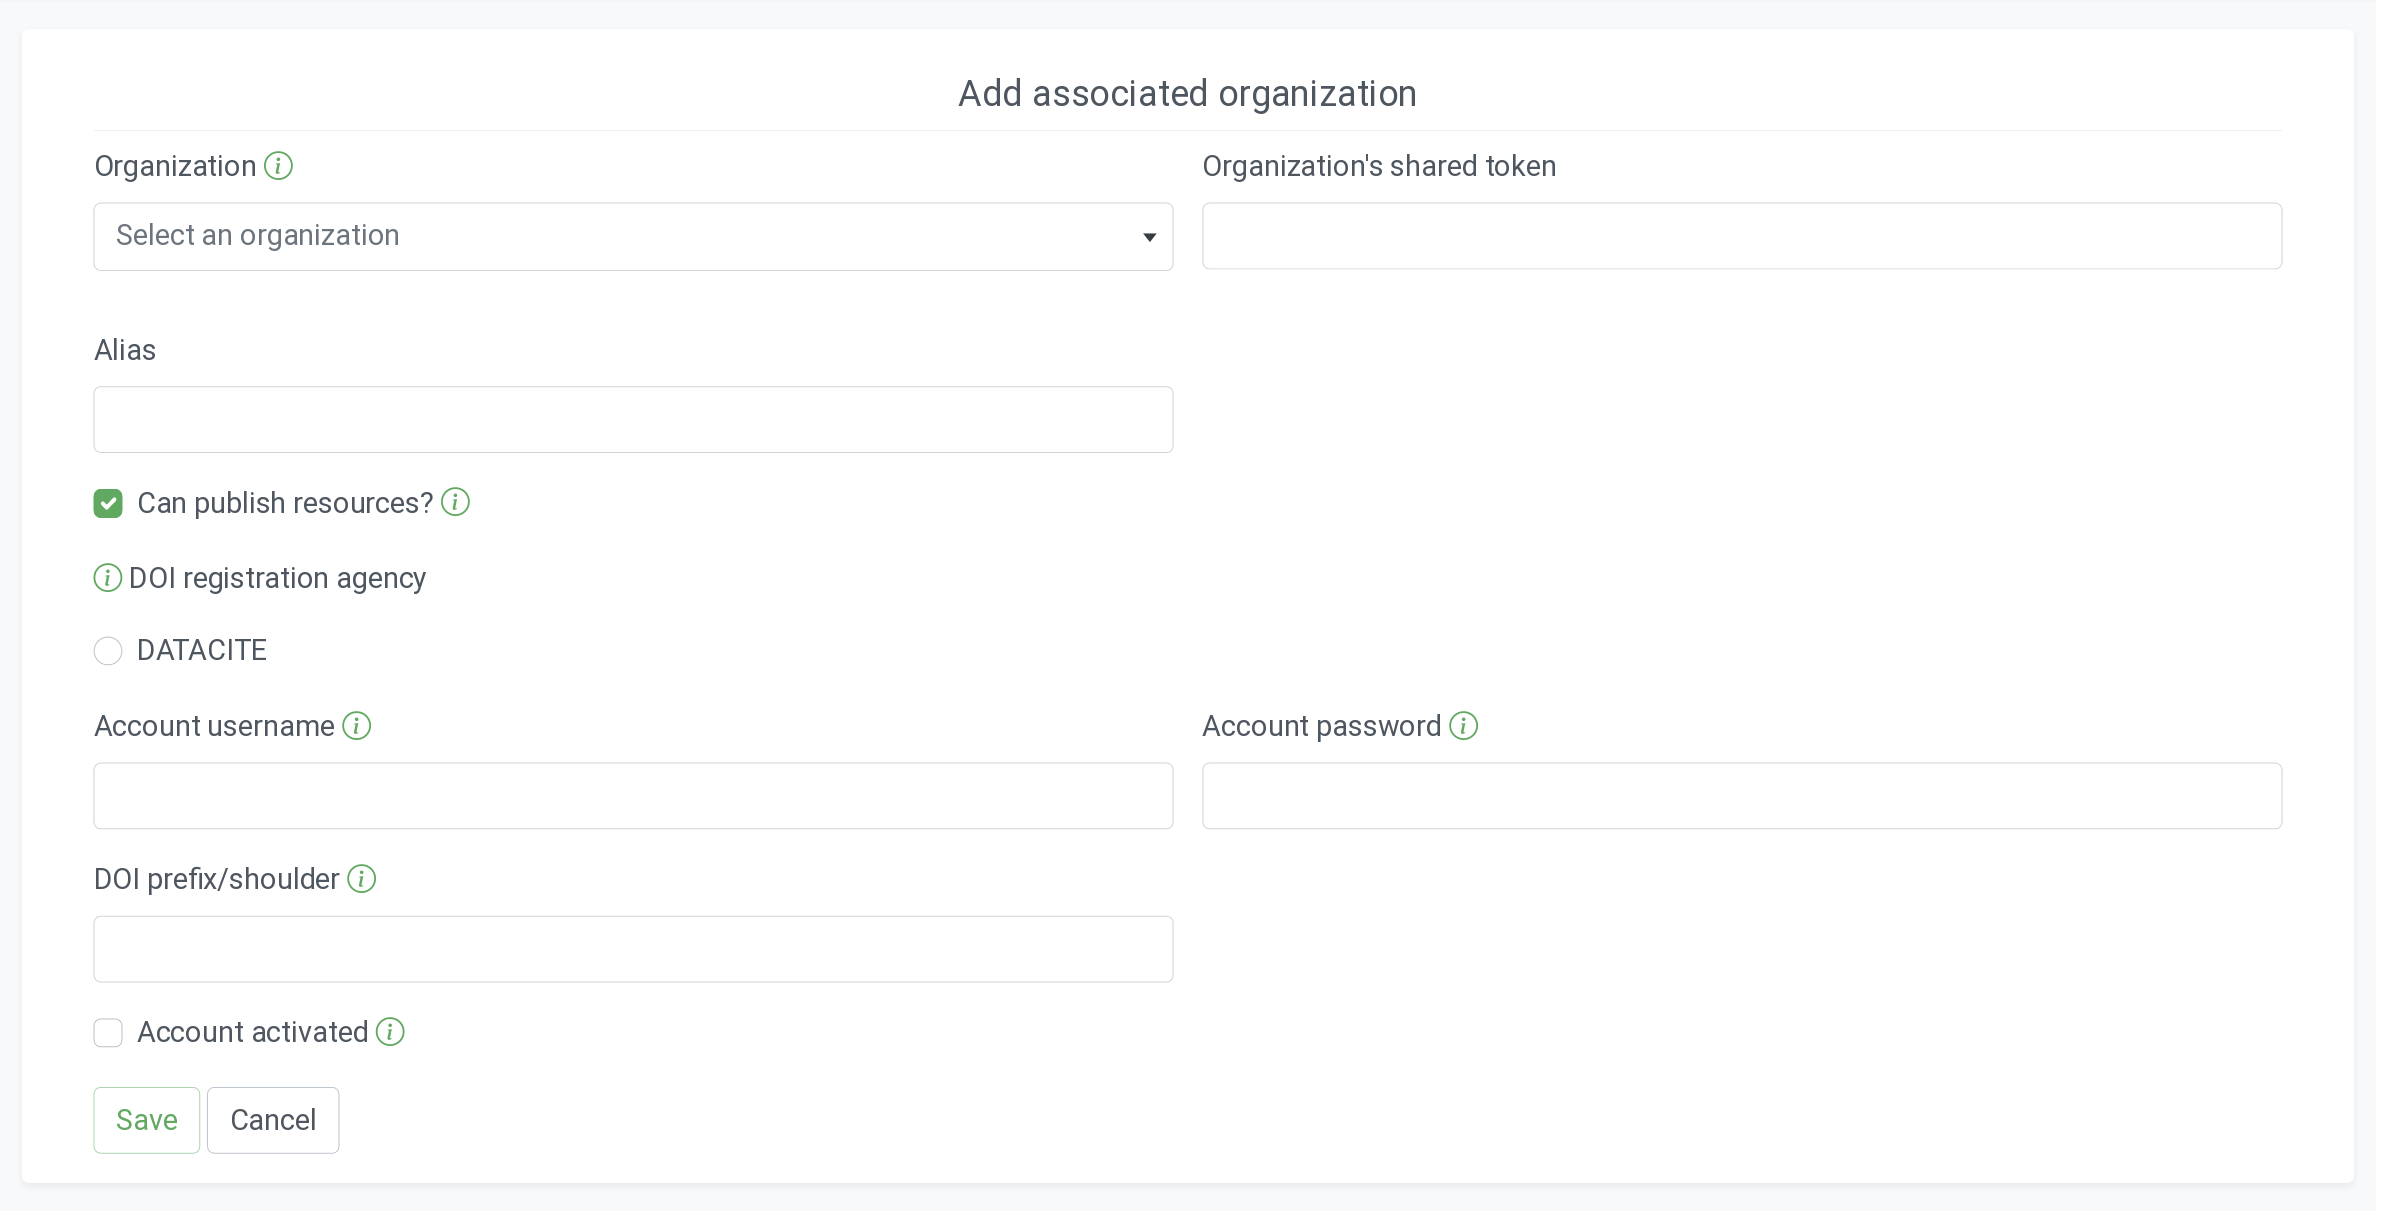 Add associated organization
Organization
Organization's shared token
Select an organization
Alias
Can publish resources?
DOI registration agency
DATACITE
Account username
Account password
DOI prefix/shoulder
Account activated
Save
Cancel